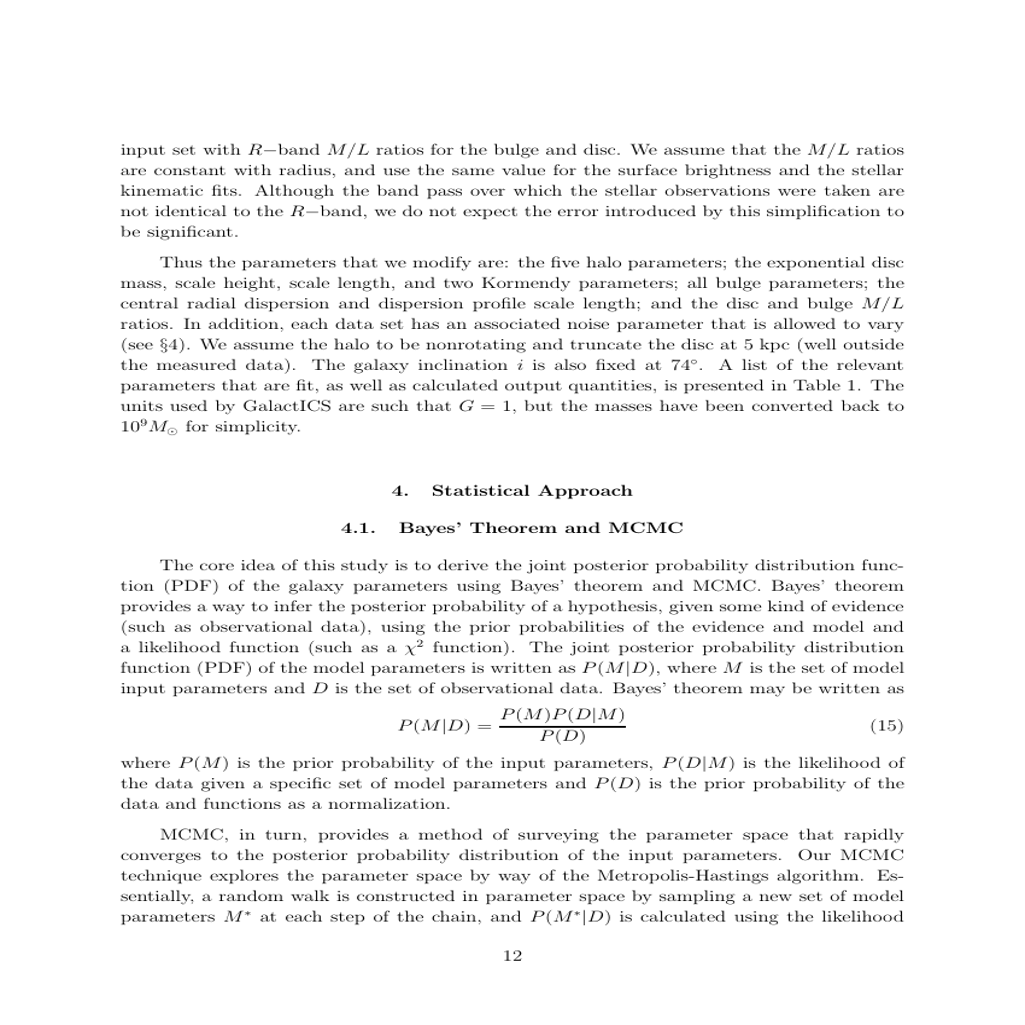 input set with R−band M/L ratios for the bulge and disc. We assume that the M/L ratios
are constant with radius, and use the same value for the surface brightness and the stellar
kinematic fits. Although the band pass over which the stellar observations were taken are
not identical to the R−band, we do not expect the error introduced by this simplification to
be significant.
Thus the parameters that we modify are: the five halo parameters; the exponential disc
mass, scale height, scale length, and two Kormendy parameters; all bulge parameters; the
central radial dispersion and dispersion profile scale length; and the disc and bulge M/L
ratios. In addition, each data set has an associated noise parameter that is allowed to vary
(see §4). We assume the halo to be nonrotating and truncate the disc at 5 kpc (well outside
the measured data). The galaxy inclination i is also fixed at 74°. A list of the relevant
parameters that are fit, as well as calculated output quantities, is presented in Table 1. The
units used by GalactICS are such that G = 1, but the masses have been converted back to
10⁹M☉ for simplicity.
4. Statistical Approach
4.1. Bayes' Theorem and MCMC
The core idea of this study is to derive the joint posterior probability distribution func-
tion (PDF) of the galaxy parameters using Bayes' theorem and MCMC. Bayes' theorem
provides a way to infer the posterior probability of a hypothesis, given some kind of evidence
(such as observational data), using the prior probabilities of the evidence and model and
a likelihood function (such as a χ² function). The joint posterior probability distribution
function (PDF) of the model parameters is written as P(M|D), where M is the set of model
input parameters and D is the set of observational data. Bayes' theorem may be written as
P(M|D) = P(M)P(D|M) / P(D) (15)
where P(M) is the prior probability of the input parameters, P(D|M) is the likelihood of
the data given a specific set of model parameters and P(D) is the prior probability of the
data and functions as a normalization.
MCMC, in turn, provides a method of surveying the parameter space that rapidly
converges to the posterior probability distribution of the input parameters. Our MCMC
technique explores the parameter space by way of the Metropolis-Hastings algorithm. Es-
sentially, a random walk is constructed in parameter space by sampling a new set of model
parameters M* at each step of the chain, and P(M*|D) is calculated using the likelihood
12